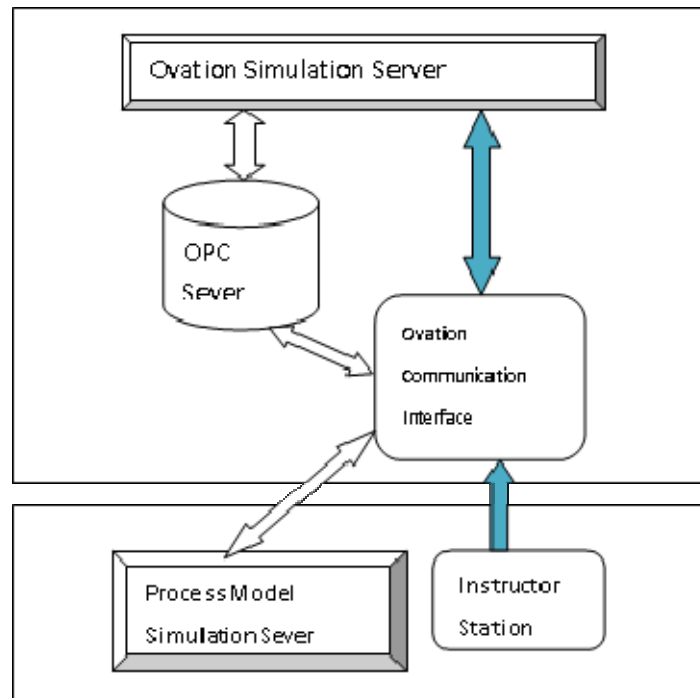 Ovation Simulation Server
OPC
Sever
Ovation
Communication
Interface
Process Model
Simulation Sever
Instructor
Station